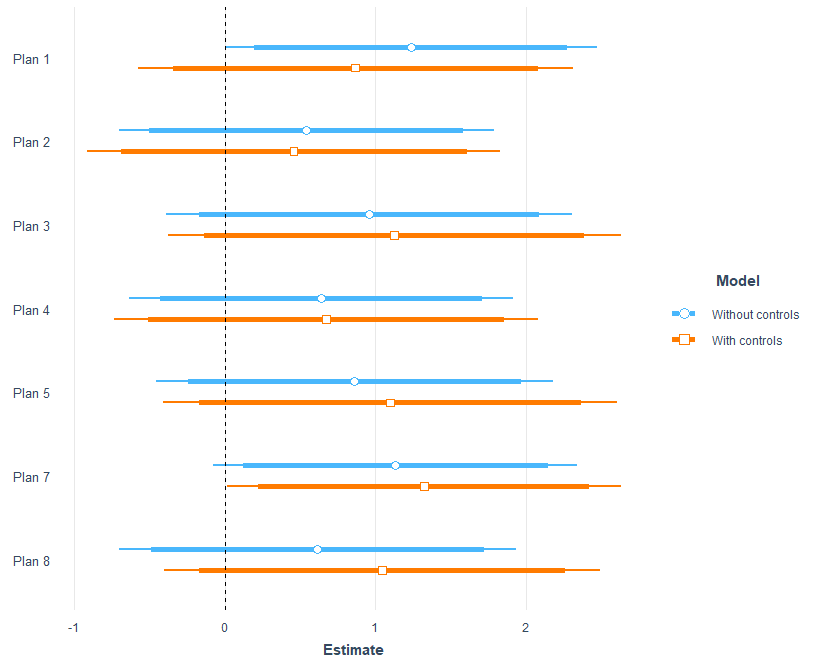 Plan 1
Plan 2
Plan 3
Plan 4
Plan 5
Plan 7
Plan 8
-1 0 1 2
Estimate
Model
Without controls
With controls